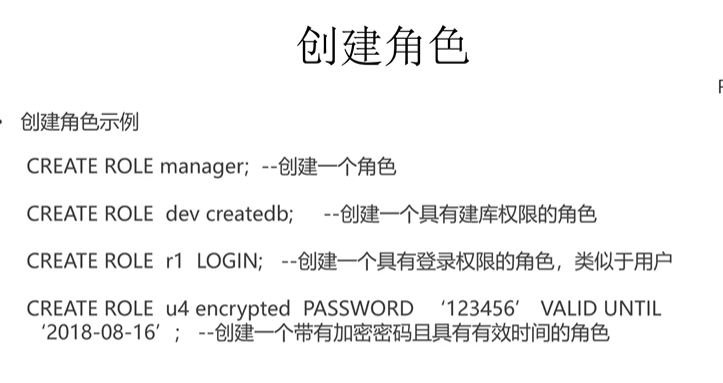 创建角色
• 创建角色示例
CREATE ROLE manager;  --创建一个角色
CREATE ROLE  dev createdb;     --创建一个具有建库权限的角色
CREATE ROLE  r1  LOGIN;   --创建一个具有登录权限的角色，类似于用户
CREATE ROLE  u4 encrypted  PASSWORD   ‘123456’  VALID UNTIL
‘2018-08-16’;   --创建一个带有加密密码且具有有效时间的角色